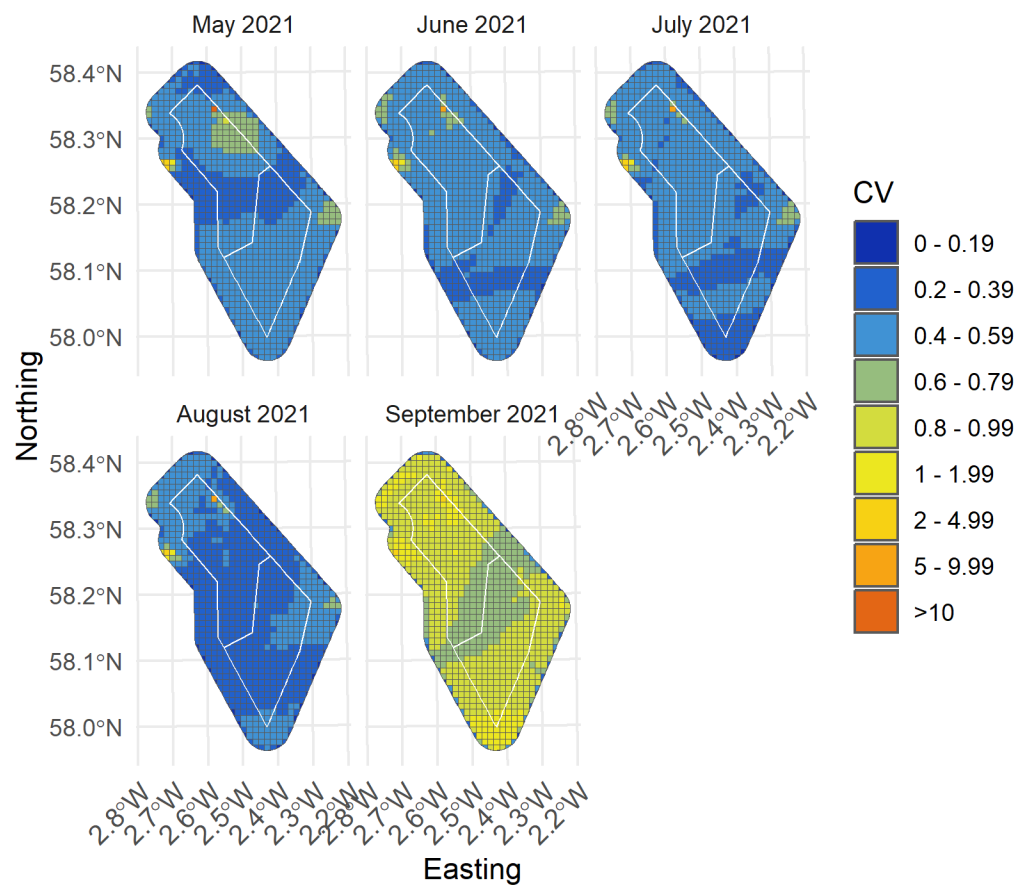 May 2021
June 2021
July 2021
58.4°N
58.3°N
58.2°N
58.1°N
58.0°N
2.8°W
2.7°W
2.6°W
2.5°W
2.4°W
2.3°W
2.2°W
August 2021
September 2021
58.4°N
58.3°N
58.2°N
58.1°N
58.0°N
2.8°W
2.7°W
2.6°W
2.5°W
2.4°W
2.3°W
2.2°W
2.8°W
2.7°W
2.6°W
2.5°W
2.4°W
2.3°W
2.2°W
Northing
Easting
CV
0 - 0.19
0.2 - 0.39
0.4 - 0.59
0.6 - 0.79
0.8 - 0.99
1 - 1.99
2 - 4.99
5 - 9.99
>10